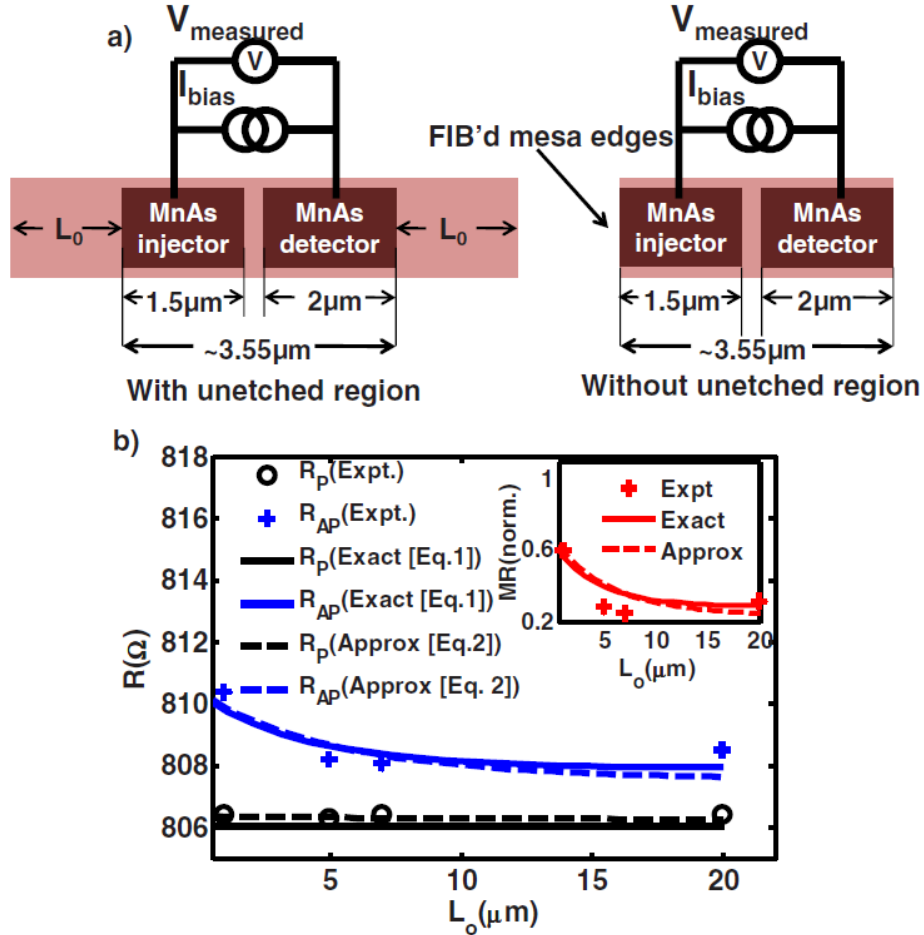 a)
V_measured
V
I_bias
MnAs injector
MnAs detector
L_0
L_0
1.5μm
2μm
~3.55μm
With unetched region
V_measured
V
I_bias
FIB'd mesa edges
MnAs injector
MnAs detector
1.5μm
2μm
~3.55μm
Without unetched region
b)
R(Ω)
818
816
814
812
810
808
806
R_P(Expt.)
R_AP(Expt.)
R_P(Exact [Eq.1])
R_AP(Exact [Eq.1])
R_P(Approx [Eq.2])
R_AP(Approx [Eq. 2])
5
10
15
20
L_o(μm)
MR(norm.)
1
0.6
0.2
Expt
Exact
Approx
5
10
15
20
L_o(μm)